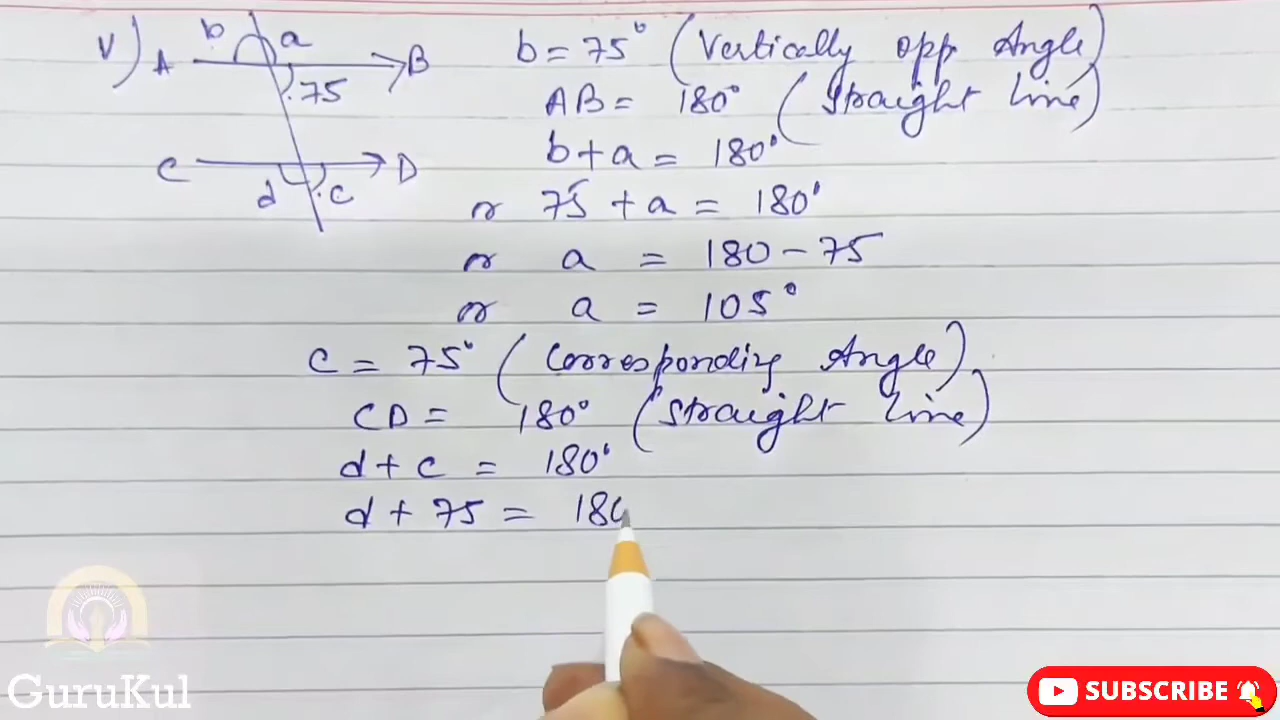 v) A b a B 75
C D d c
b = 75° (Vertically opp Angle)
AB = 180° (Straight line)
b + a = 180°
or 75 + a = 180°
or a = 180 - 75
or a = 105°
c = 75° (Corresponding Angle)
CD = 180° (Straight line)
d + c = 180°
d + 75 = 180
GuruKul
SUBSCRIBE